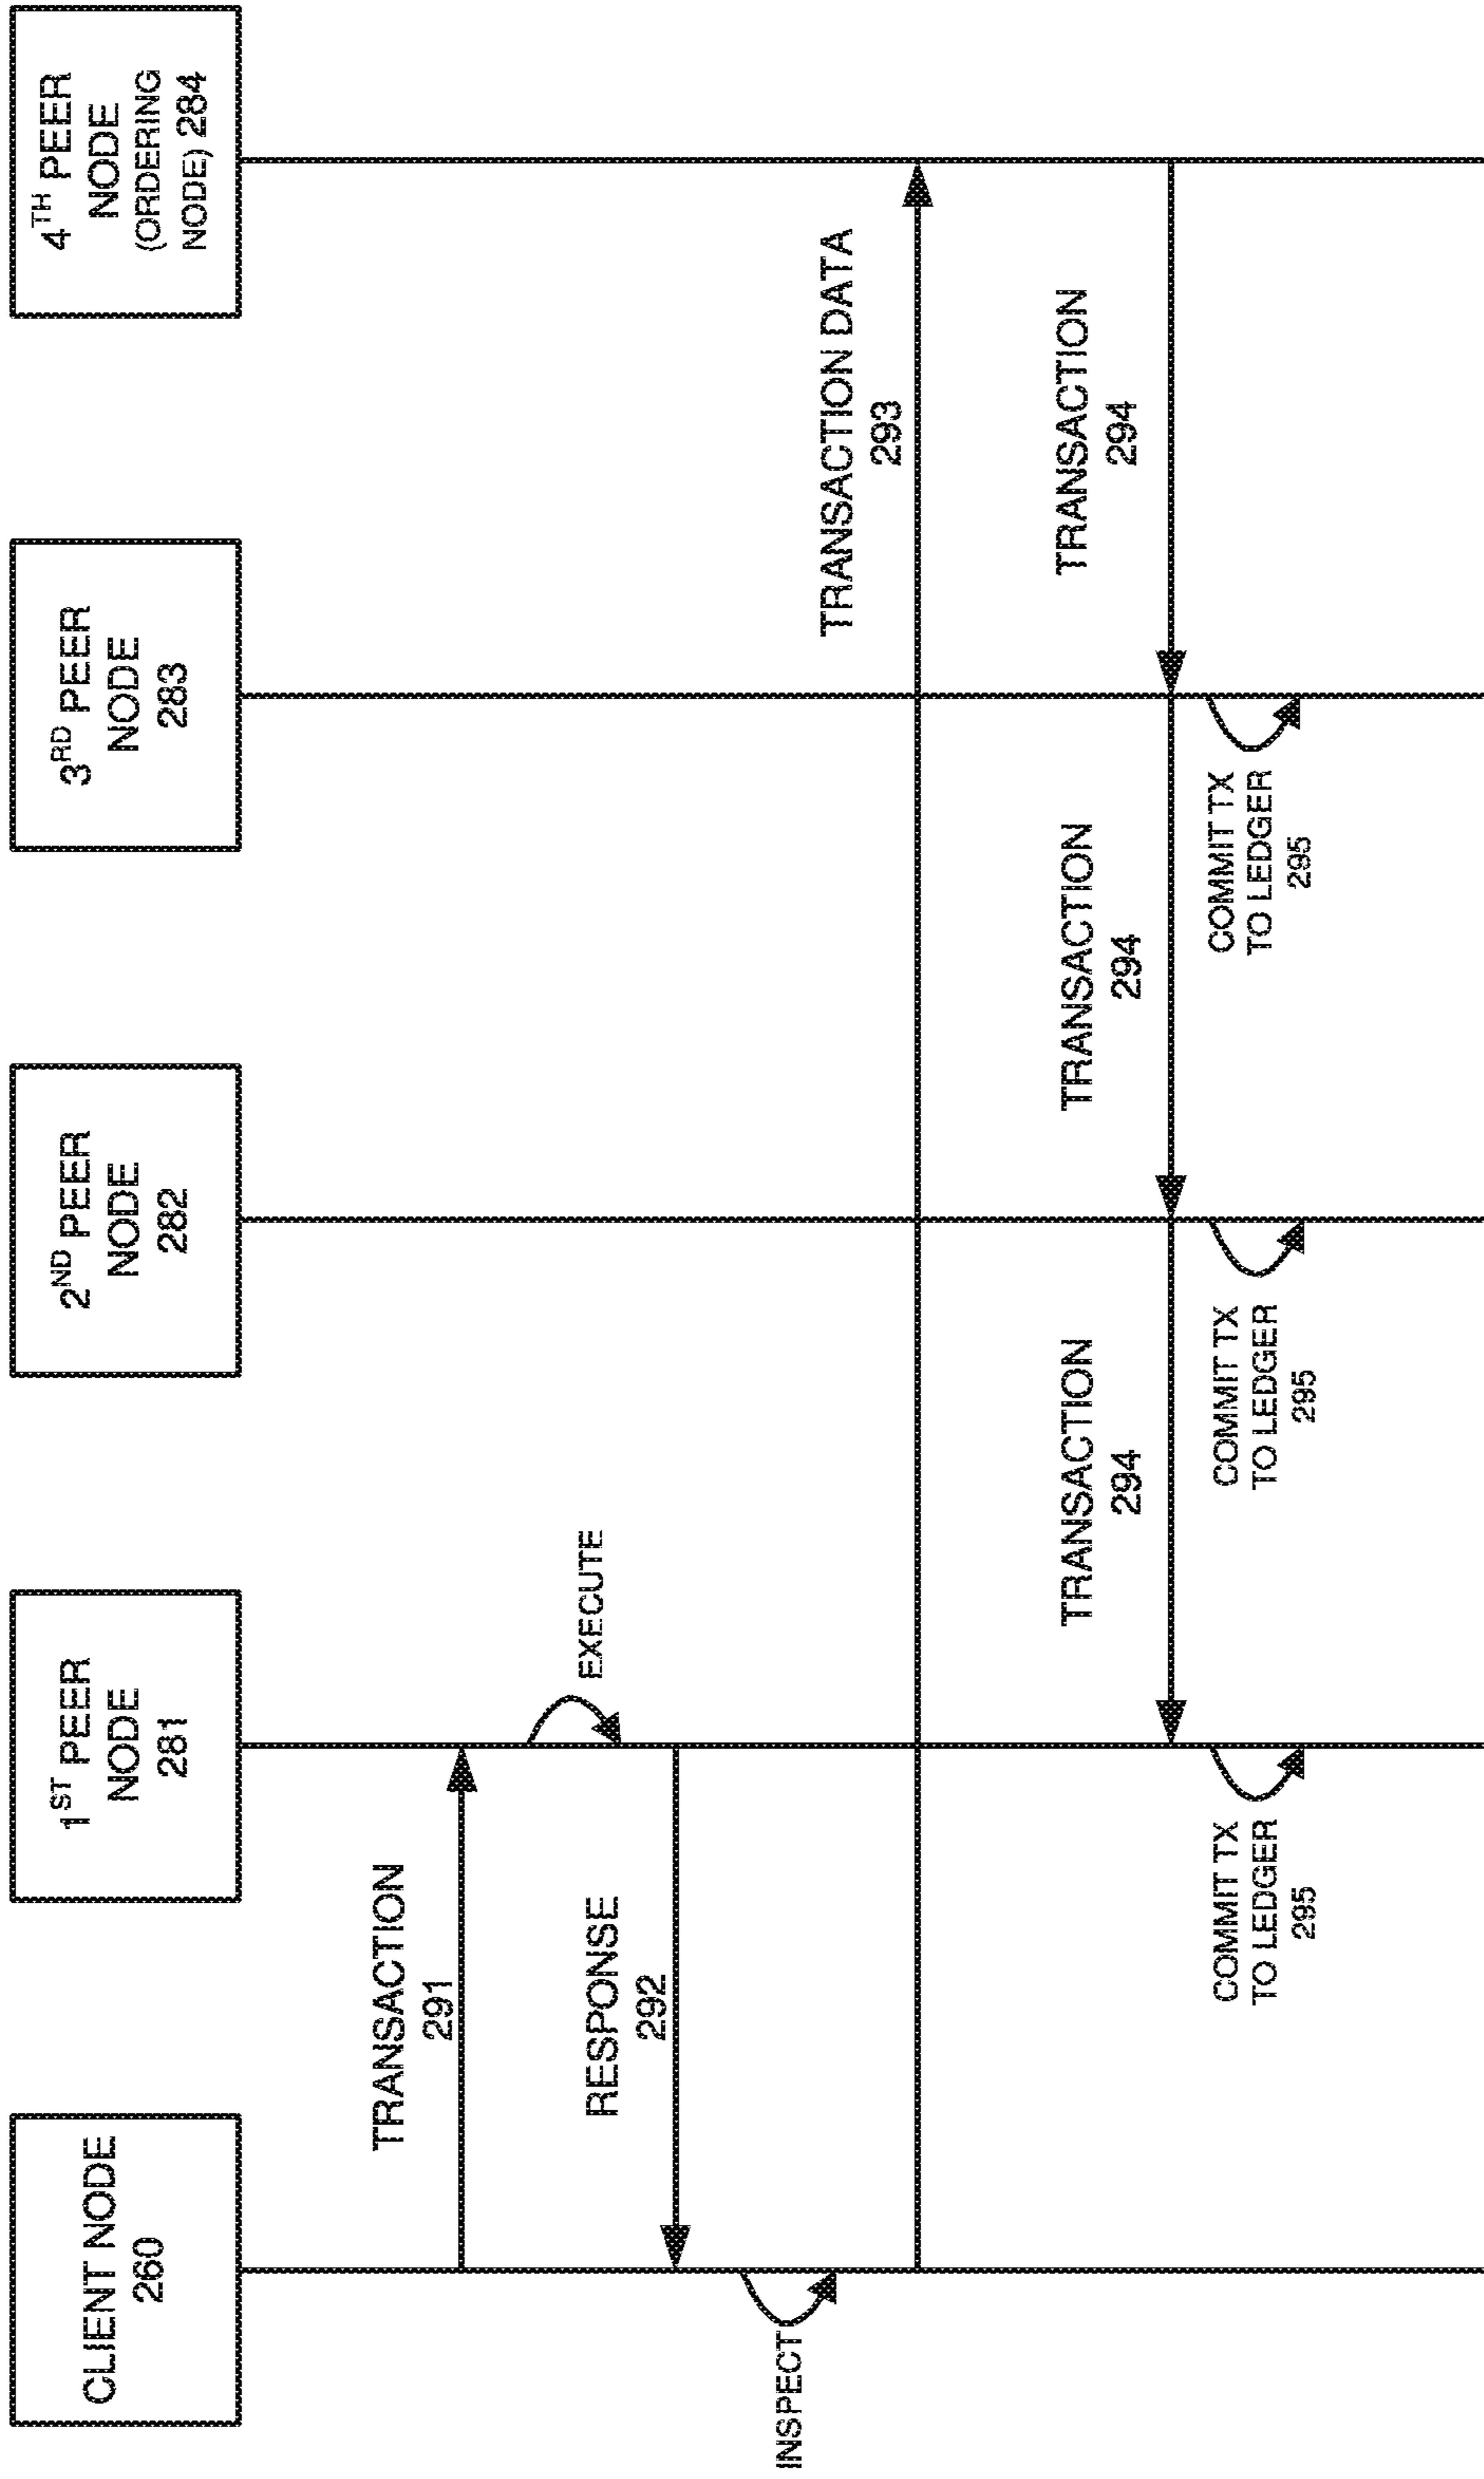 CLIENT NODE
260
1ST PEER
NODE
281
2ND PEER
NODE
282
3RD PEER
NODE
283
4TH PEER
NODE
(ORDERING
NODE) 284
TRANSACTION
291
EXECUTE
RESPONSE
292
INSPECT
TRANSACTION DATA
293
TRANSACTION
294
TRANSACTION
294
TRANSACTION
294
COMMIT TX
TO LEDGER
295
COMMIT TX
TO LEDGER
295
COMMIT TX
TO LEDGER
295